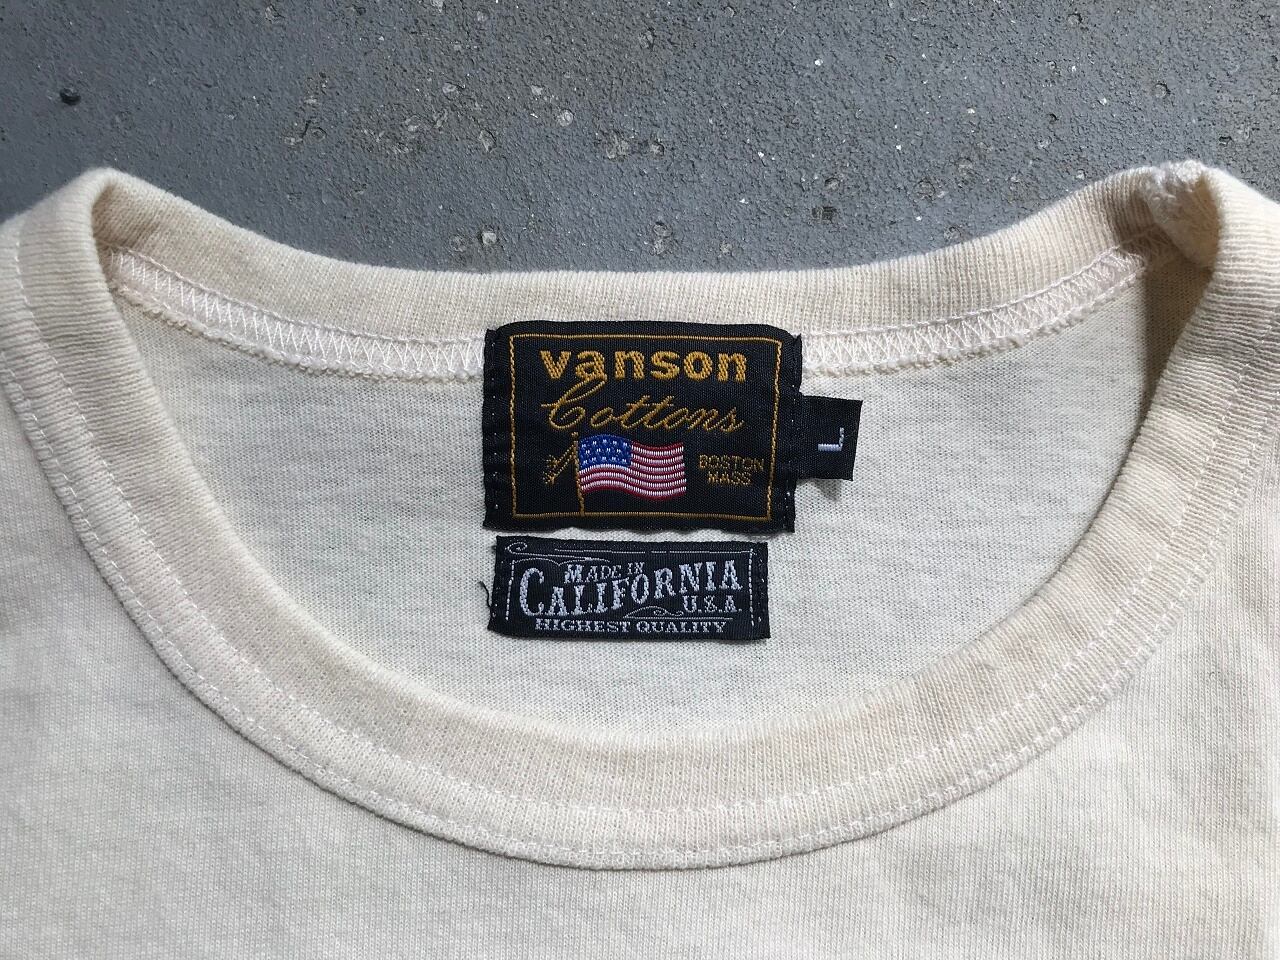 vanson
Cottons
BOSTON
MASS
L
MADE IN
CALIFORNIA
U.S.A.
HIGHEST QUALITY